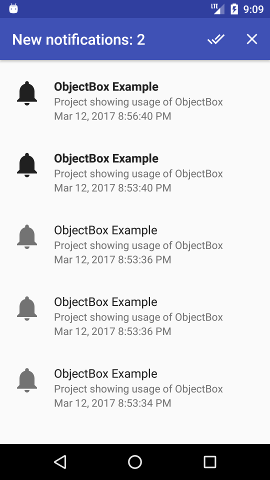 9:09
New notifications: 2
ObjectBox Example
Project showing usage of ObjectBox
Mar 12, 2017 8:56:40 PM
ObjectBox Example
Project showing usage of ObjectBox
Mar 12, 2017 8:53:40 PM
ObjectBox Example
Project showing usage of ObjectBox
Mar 12, 2017 8:53:36 PM
ObjectBox Example
Project showing usage of ObjectBox
Mar 12, 2017 8:53:36 PM
ObjectBox Example
Project showing usage of ObjectBox
Mar 12, 2017 8:53:34 PM